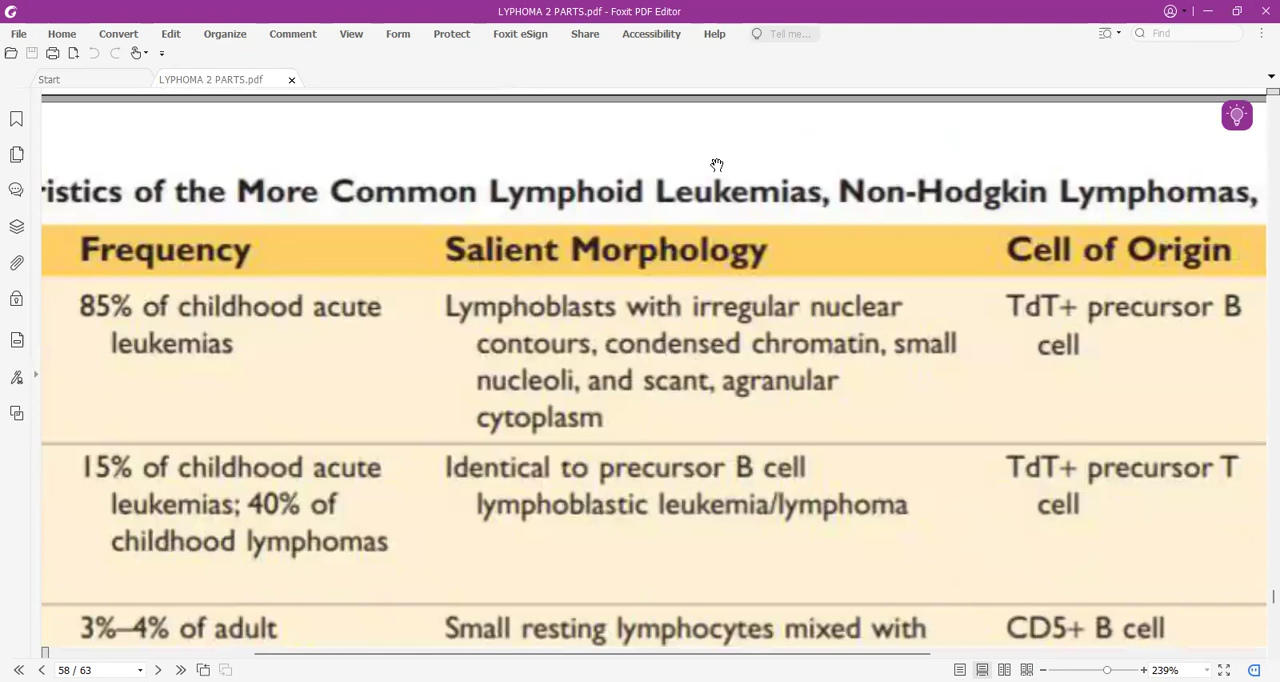 LYPHOMA 2 PARTS.pdf - Foxit PDF Editor
File Home Convert Edit Organize Comment View Form Protect Foxit eSign Share Accessibility Help Tell me... Find
Start LYPHOMA 2 PARTS.pdf
ristics of the More Common Lymphoid Leukemias, Non-Hodgkin Lymphomas,
Frequency Salient Morphology Cell of Origin
85% of childhood acute
leukemias
Lymphoblasts with irregular nuclear
contours, condensed chromatin, small
nucleoli, and scant, agranular
cytoplasm
TdT+ precursor B
cell
15% of childhood acute
leukemias; 40% of
childhood lymphomas
Identical to precursor B cell
lymphoblastic leukemia/lymphoma
TdT+ precursor T
cell
3%–4% of adult
Small resting lymphocytes mixed with
CD5+ B cell
58 / 63
239%